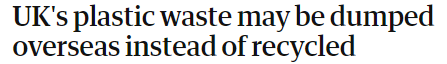 UK's plastic waste may be dumped
overseas instead of recycled